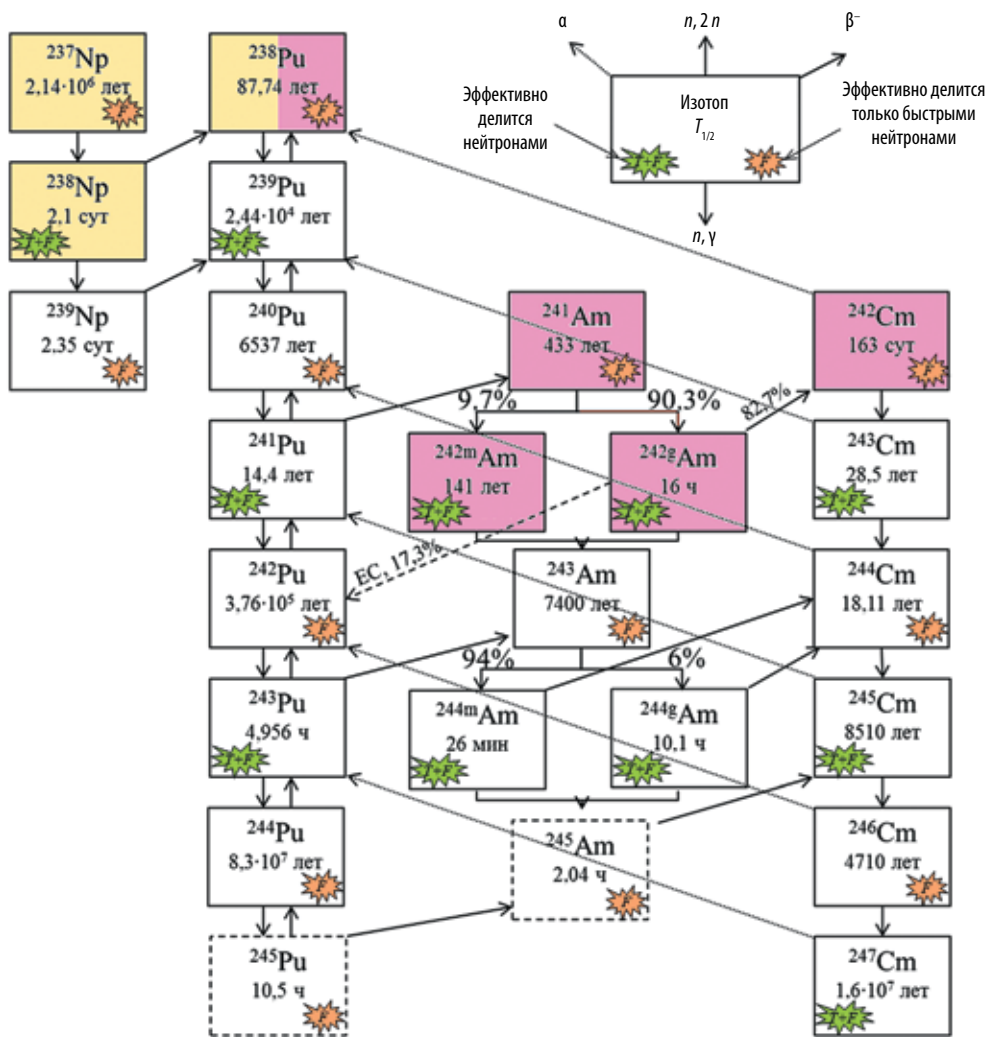 α
n, 2 n
β⁻
Эффективно
делится
нейтронами
Изотоп
T₁/₂
T+F
F
Эффективно делится
только быстрыми
нейтронами
n, γ
²³⁷Np
2,14·10⁶ лет
F
²³⁸Pu
87,74 лет
F
²³⁸Np
2,1 сут
T+F
²³⁹Pu
2,44·10⁴ лет
T+F
²³⁹Np
2,35 сут
F
²⁴⁰Pu
6537 лет
F
²⁴¹Am
433 лет
F
²⁴²Cm
163 сут
F
9,7%
90,3%
82,7%
²⁴¹Pu
14,4 лет
T+F
²⁴²ᵐAm
141 лет
T+F
²⁴²ᵍAm
16 ч
T+F
²⁴³Cm
28,5 лет
T+F
EC, 17,3%
²⁴²Pu
3,76·10⁵ лет
F
²⁴³Am
7400 лет
F
²⁴⁴Cm
18,11 лет
F
94%
6%
²⁴³Pu
4,956 ч
T+F
²⁴⁴ᵐAm
26 мин
T+F
²⁴⁴ᵍAm
10,1 ч
T+F
²⁴⁵Cm
8510 лет
T+F
²⁴⁴Pu
8,3·10⁷ лет
F
²⁴⁵Am
2,04 ч
F
²⁴⁶Cm
4710 лет
F
²⁴⁵Pu
10,5 ч
F
²⁴⁷Cm
1,6·10⁷ лет
T+F